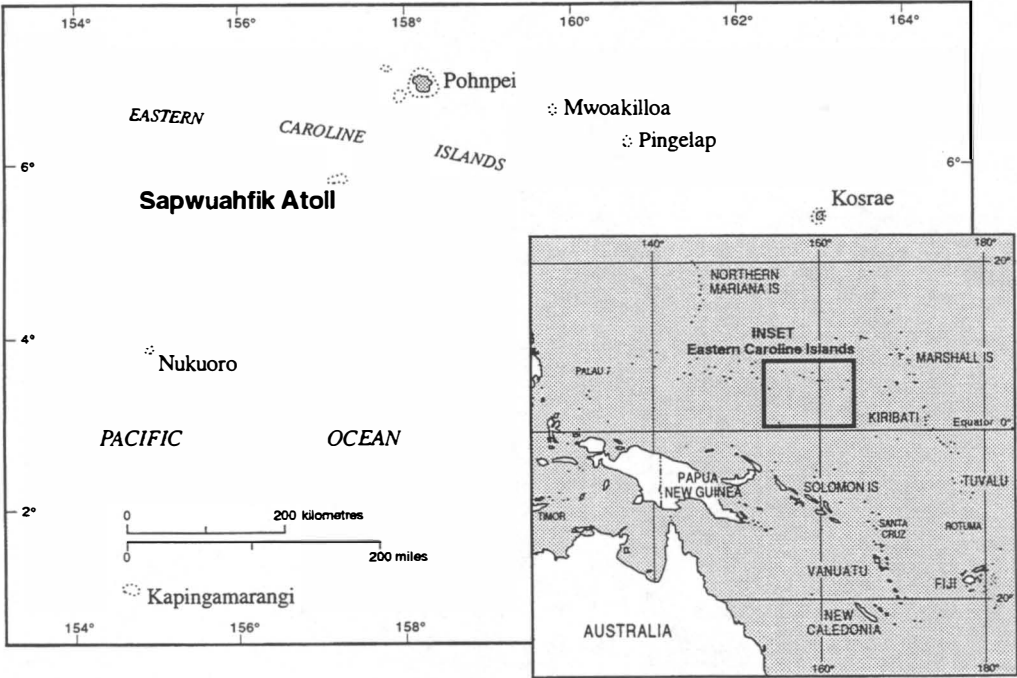 154° 156° 158° 160° 162° 164°
Pohnpei
Mwoakilloa
EASTERN CAROLINE ISLANDS
Pingelap
6° 6°
Sapwuahfik Atoll
Kosrae
4°
Nukuoro
PACIFIC OCEAN
2°
0 200 kilometres
0 200 miles
Kapingamarangi
154° 156° 158°
140° 160° 180°
20°
NORTHERN
MARIANA IS
INSET
Eastern Caroline Islands
PALAU
MARSHALL IS
KIRIBATI
Equator 0°
PAPUA
NEW GUINEA
SOLOMON IS
TUVALU
TIMOR
SANTA
CRUZ
ROTUMA
VANUATU
FIJI
20°
NEW
CALEDONIA
AUSTRALIA
160° 180°